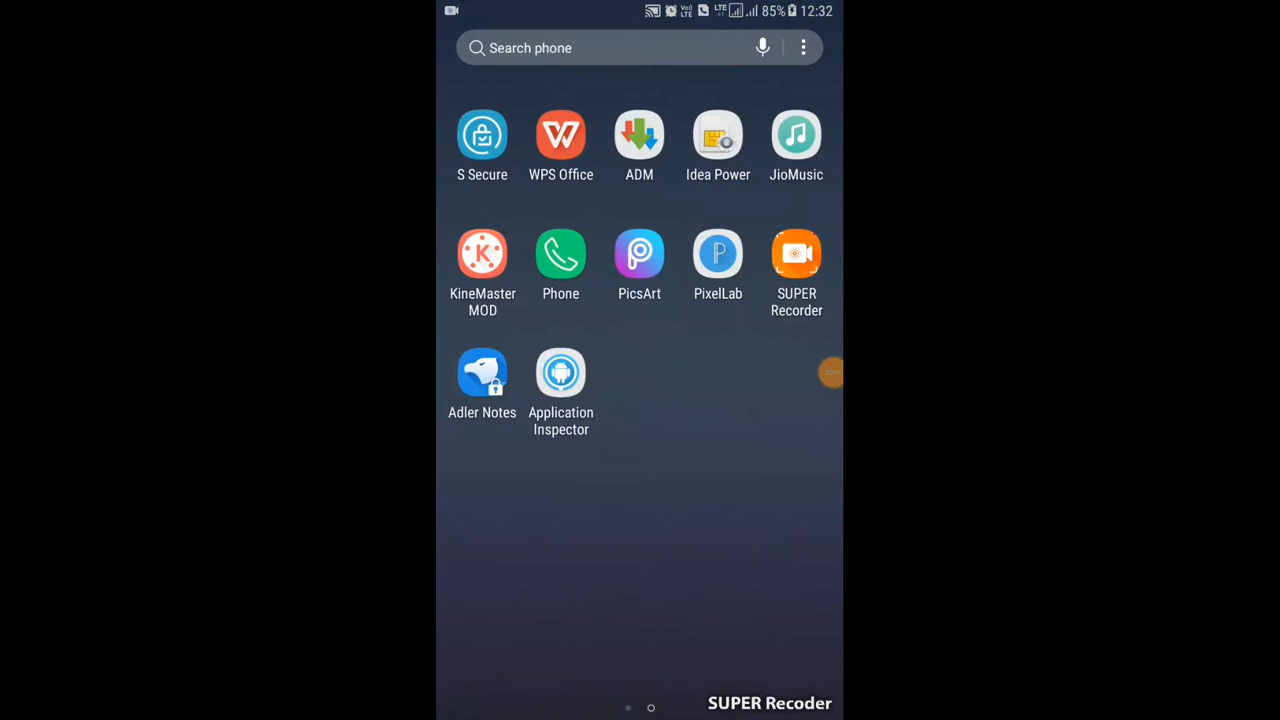 LTE 85% 12:32
Search phone
S Secure WPS Office ADM Idea Power JioMusic
KineMaster MOD Phone PicsArt PixelLab SUPER Recorder
Adler Notes Application Inspector
SUPER Recoder